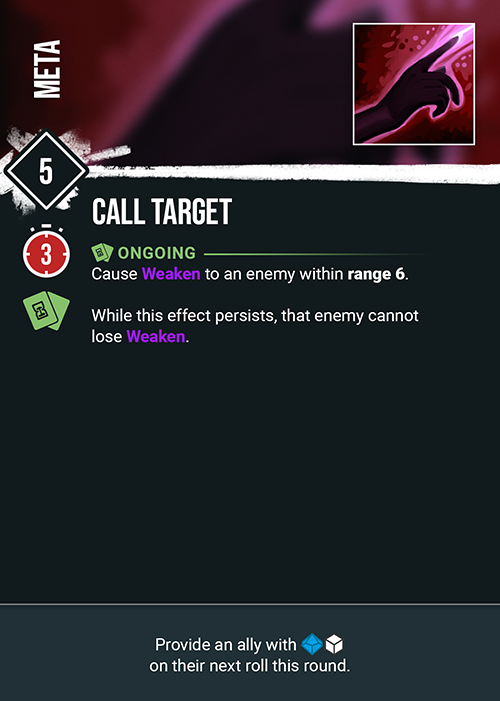 META
5
CALL TARGET
3
ONGOING
Cause Weaken to an enemy within range 6.
While this effect persists, that enemy cannot
lose Weaken.
Provide an ally with
on their next roll this round.